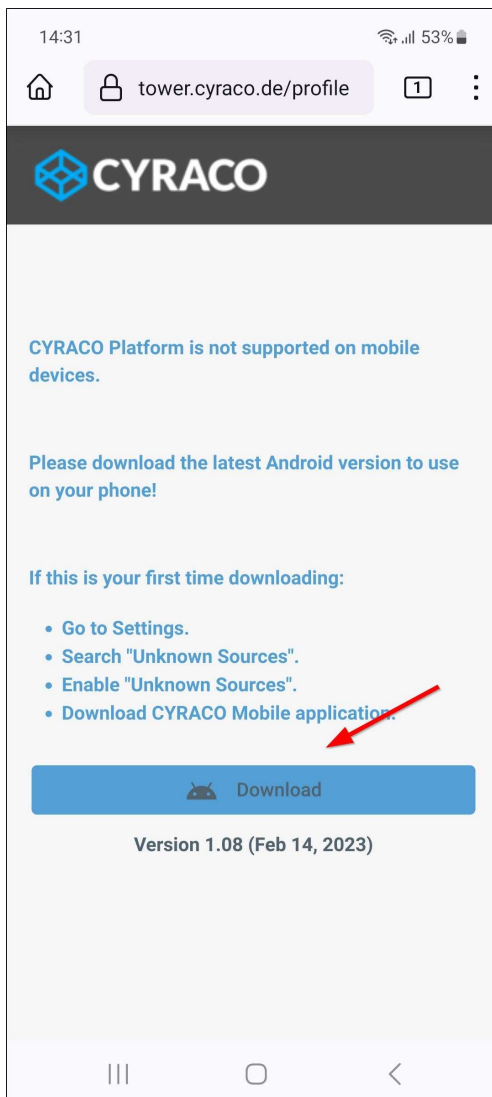 14:31
53%
tower.cyraco.de/profile
1
CYRACO
CYRACO Platform is not supported on mobile
devices.
Please download the latest Android version to use
on your phone!
If this is your first time downloading:
• Go to Settings.
• Search "Unknown Sources".
• Enable "Unknown Sources".
• Download CYRACO Mobile application.
Download
Version 1.08 (Feb 14, 2023)